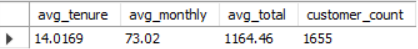 avg_tenure avg_monthly avg_total customer_count
14.0169 73.02 1164.46 1655